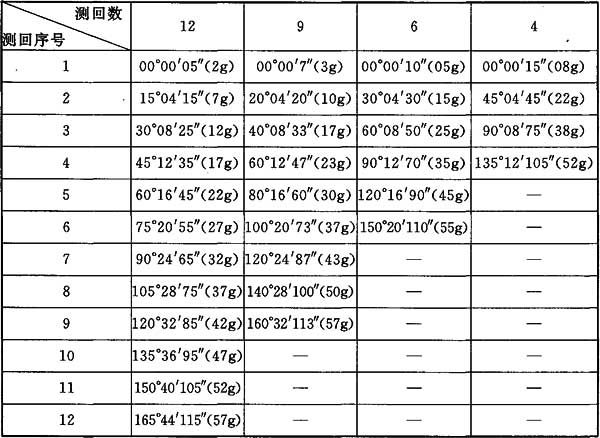 测回数
测回序号 12 9 6 4
1 00°00′05″(2g) 00°00′7″(3g) 00°00′10″(05g) 00°00′15″(08g)
2 15°04′15″(7g) 20°04′20″(10g) 30°04′30″(15g) 45°04′45″(22g)
3 30°08′25″(12g) 40°08′33″(17g) 60°08′50″(25g) 90°08′75″(38g)
4 45°12′35″(17g) 60°12′47″(23g) 90°12′70″(35g) 135°12′105″(52g)
5 60°16′45″(22g) 80°16′60″(30g) 120°16′90″(45g) —
6 75°20′55″(27g) 100°20′73″(37g) 150°20′110″(55g) —
7 90°24′65″(32g) 120°24′87″(43g) — —
8 105°28′75″(37g) 140°28′100″(50g) — —
9 120°32′85″(42g) 160°32′113″(57g) — —
10 135°36′95″(47g) — — —
11 150°40′105″(52g) — — —
12 165°44′115″(57g) — — —